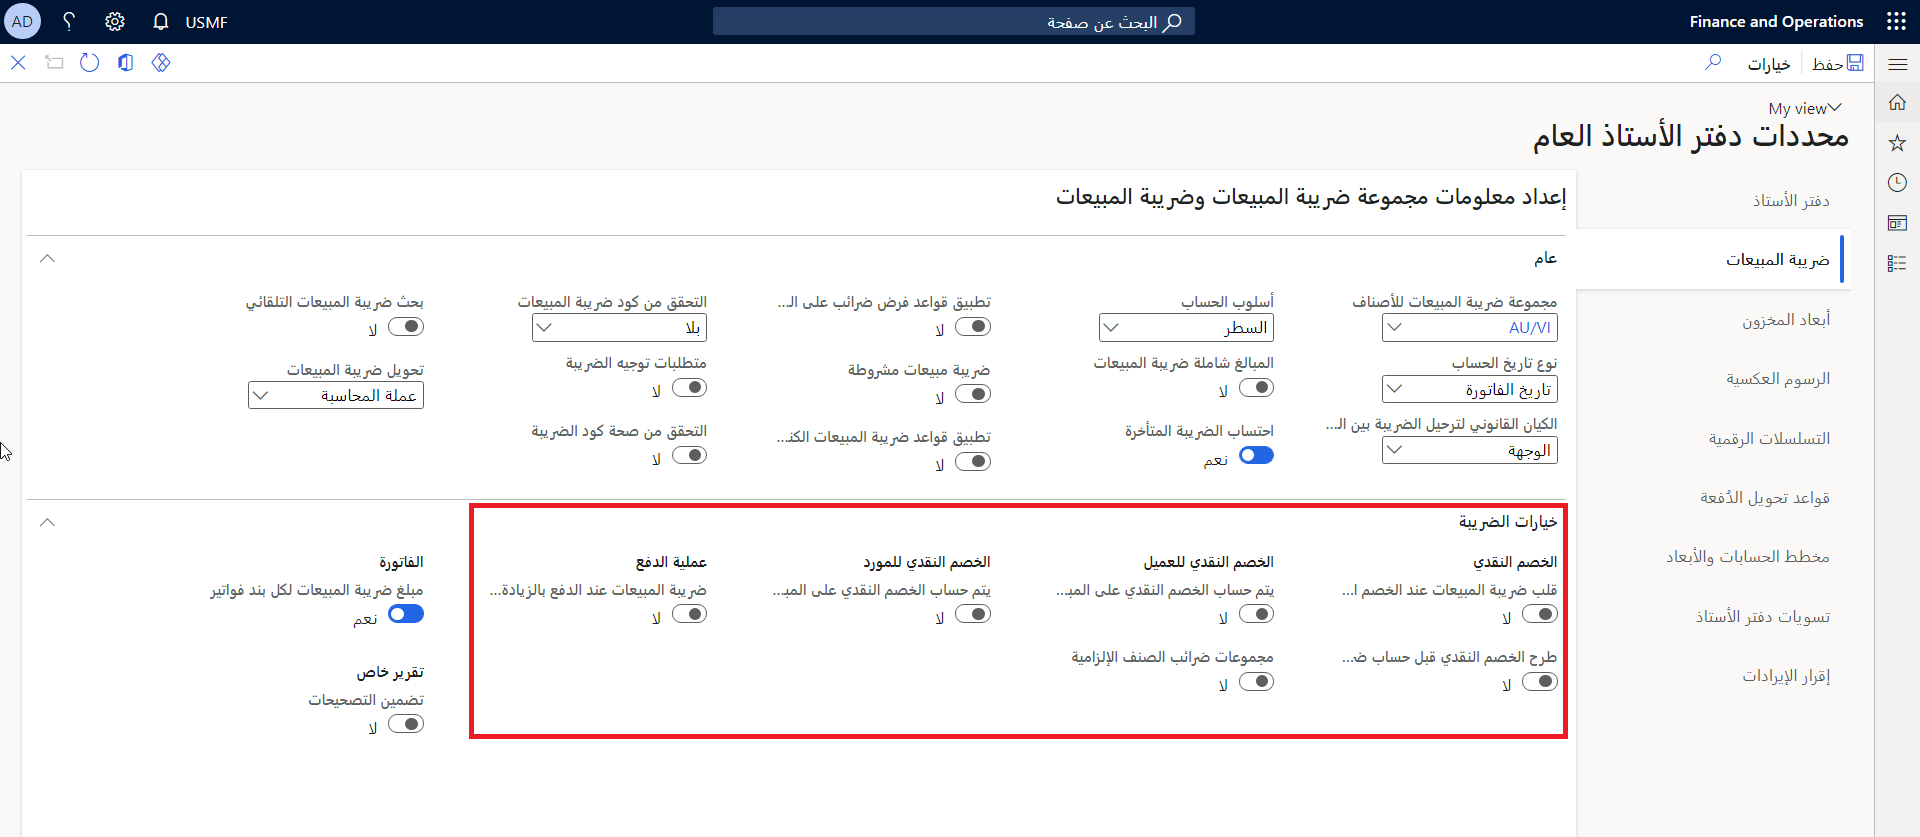 Finance and Operations
البحث عن صفحة
USMF
AD
حفظ
خيارات
My view
محددات دفتر الأستاذ العام
دفتر الأستاذ
ضريبة المبيعات
أبعاد المخزون
الرسوم العكسية
التسلسلات الرقمية
قواعد تحويل الدُفعة
مخطط الحسابات والأبعاد
تسويات دفتر الأستاذ
إقرار الإيرادات
إعداد معلومات مجموعة ضريبة المبيعات وضريبة المبيعات
عام
مجموعة ضريبة المبيعات للأصناف
AU/VI
نوع تاريخ الحساب
تاريخ الفاتورة
الكيان القانوني لترحيل الضريبة بين الـ...
الوجهة
أسلوب الحساب
السطر
المبالغ شاملة ضريبة المبيعات
لا
احتساب الضريبة المتأخرة
نعم
تطبيق قواعد فرض ضرائب على الـ...
لا
ضريبة مبيعات مشروطة
لا
تطبيق قواعد ضريبة المبيعات الكنـ...
لا
التحقق من كود ضريبة المبيعات
بلا
متطلبات توجيه الضريبة
لا
التحقق من صحة كود الضريبة
لا
بحث ضريبة المبيعات التلقائي
لا
تحويل ضريبة المبيعات
عملة المحاسبة
خيارات الضريبة
الخصم النقدي
قلب ضريبة المبيعات عند الخصم ا...
لا
طرح الخصم النقدي قبل حساب ضـ...
لا
الخصم النقدي للعميل
يتم حساب الخصم النقدي على المبـ...
لا
مجموعات ضرائب الصنف الإلزامية
لا
الخصم النقدي للمورد
يتم حساب الخصم النقدي على المبـ...
لا
عملية الدفع
ضريبة المبيعات عند الدفع بالزيادة...
لا
الفاتورة
مبلغ ضريبة المبيعات لكل بند فواتير
نعم
تقرير خاص
تضمين التصحيحات
لا